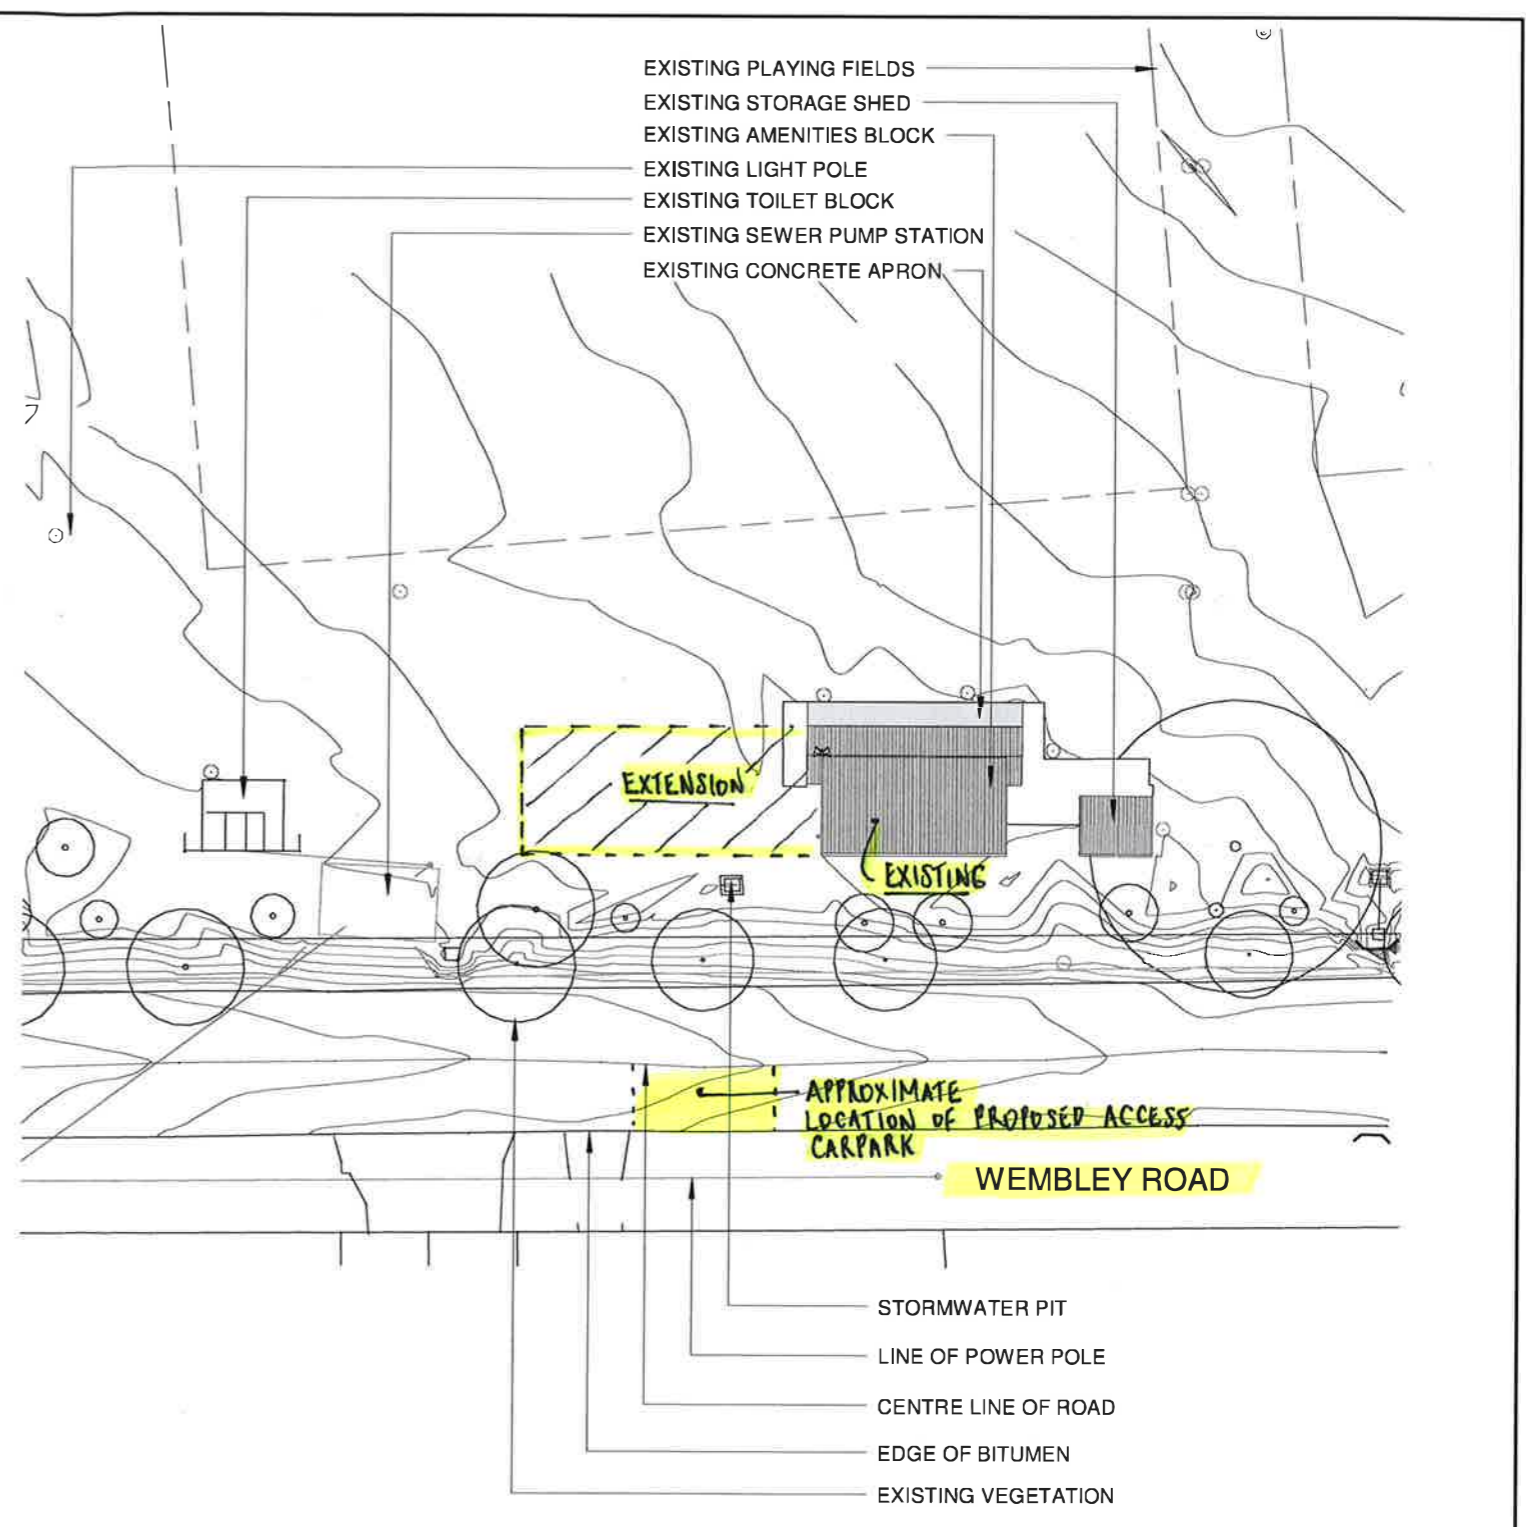 EXISTING PLAYING FIELDS
EXISTING STORAGE SHED
EXISTING AMENITIES BLOCK
EXISTING LIGHT POLE
EXISTING TOILET BLOCK
EXISTING SEWER PUMP STATION
EXISTING CONCRETE APRON
EXTENSION
EXISTING
APPROXIMATE
LOCATION OF PROPOSED ACCESS
CARPARK
WEMBLEY ROAD
STORMWATER PIT
LINE OF POWER POLE
CENTRE LINE OF ROAD
EDGE OF BITUMEN
EXISTING VEGETATION